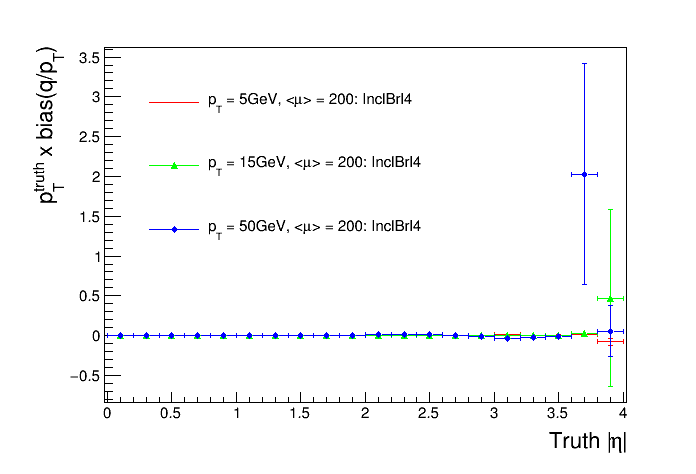 p_T^truth x bias(q/p_T)
3.5
3
2.5
2
1.5
1
0.5
0
−0.5
p_T = 5GeV, <μ> = 200: InclBrl4
p_T = 15GeV, <μ> = 200: InclBrl4
p_T = 50GeV, <μ> = 200: InclBrl4
0 0.5 1 1.5 2 2.5 3 3.5 4
Truth |η|